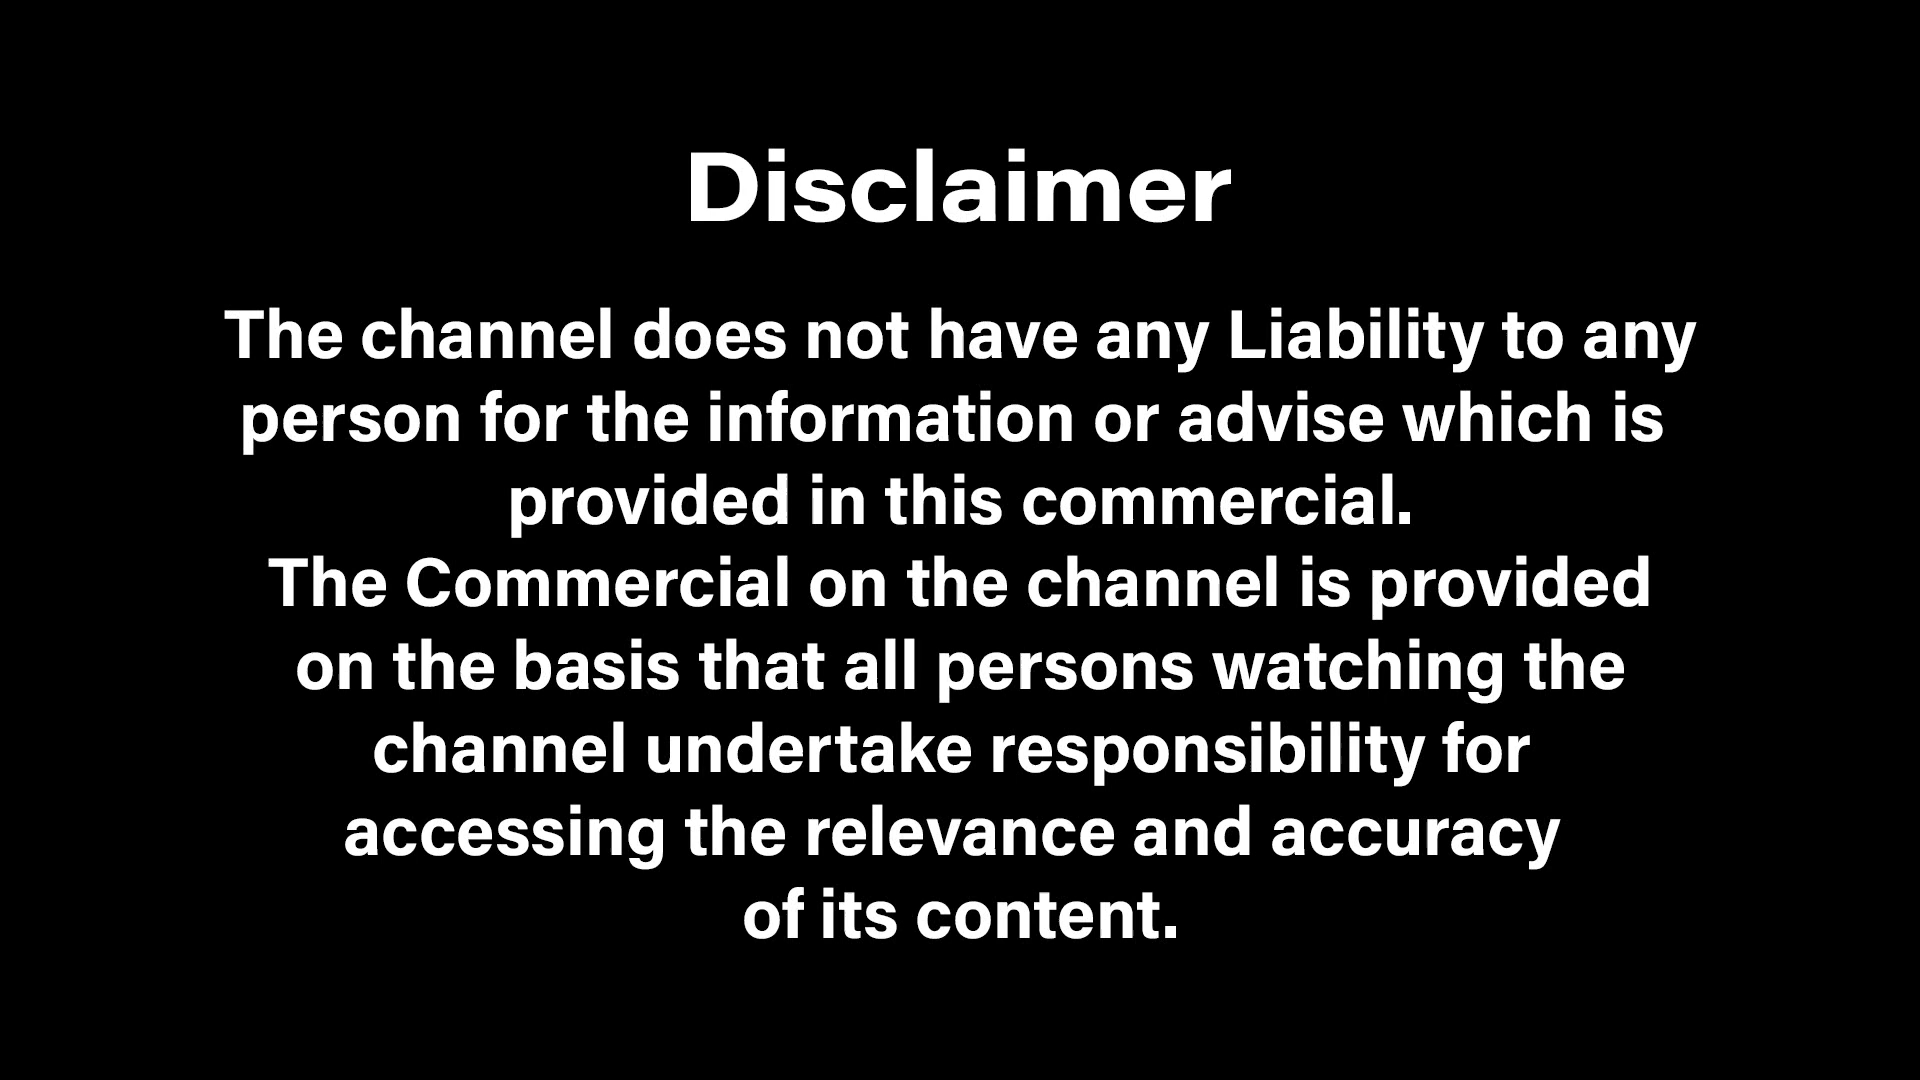 Disclaimer
The channel does not have any Liability to any
person for the information or advise which is
provided in this commercial.
The Commercial on the channel is provided
on the basis that all persons watching the
channel undertake responsibility for
accessing the relevance and accuracy
of its content.